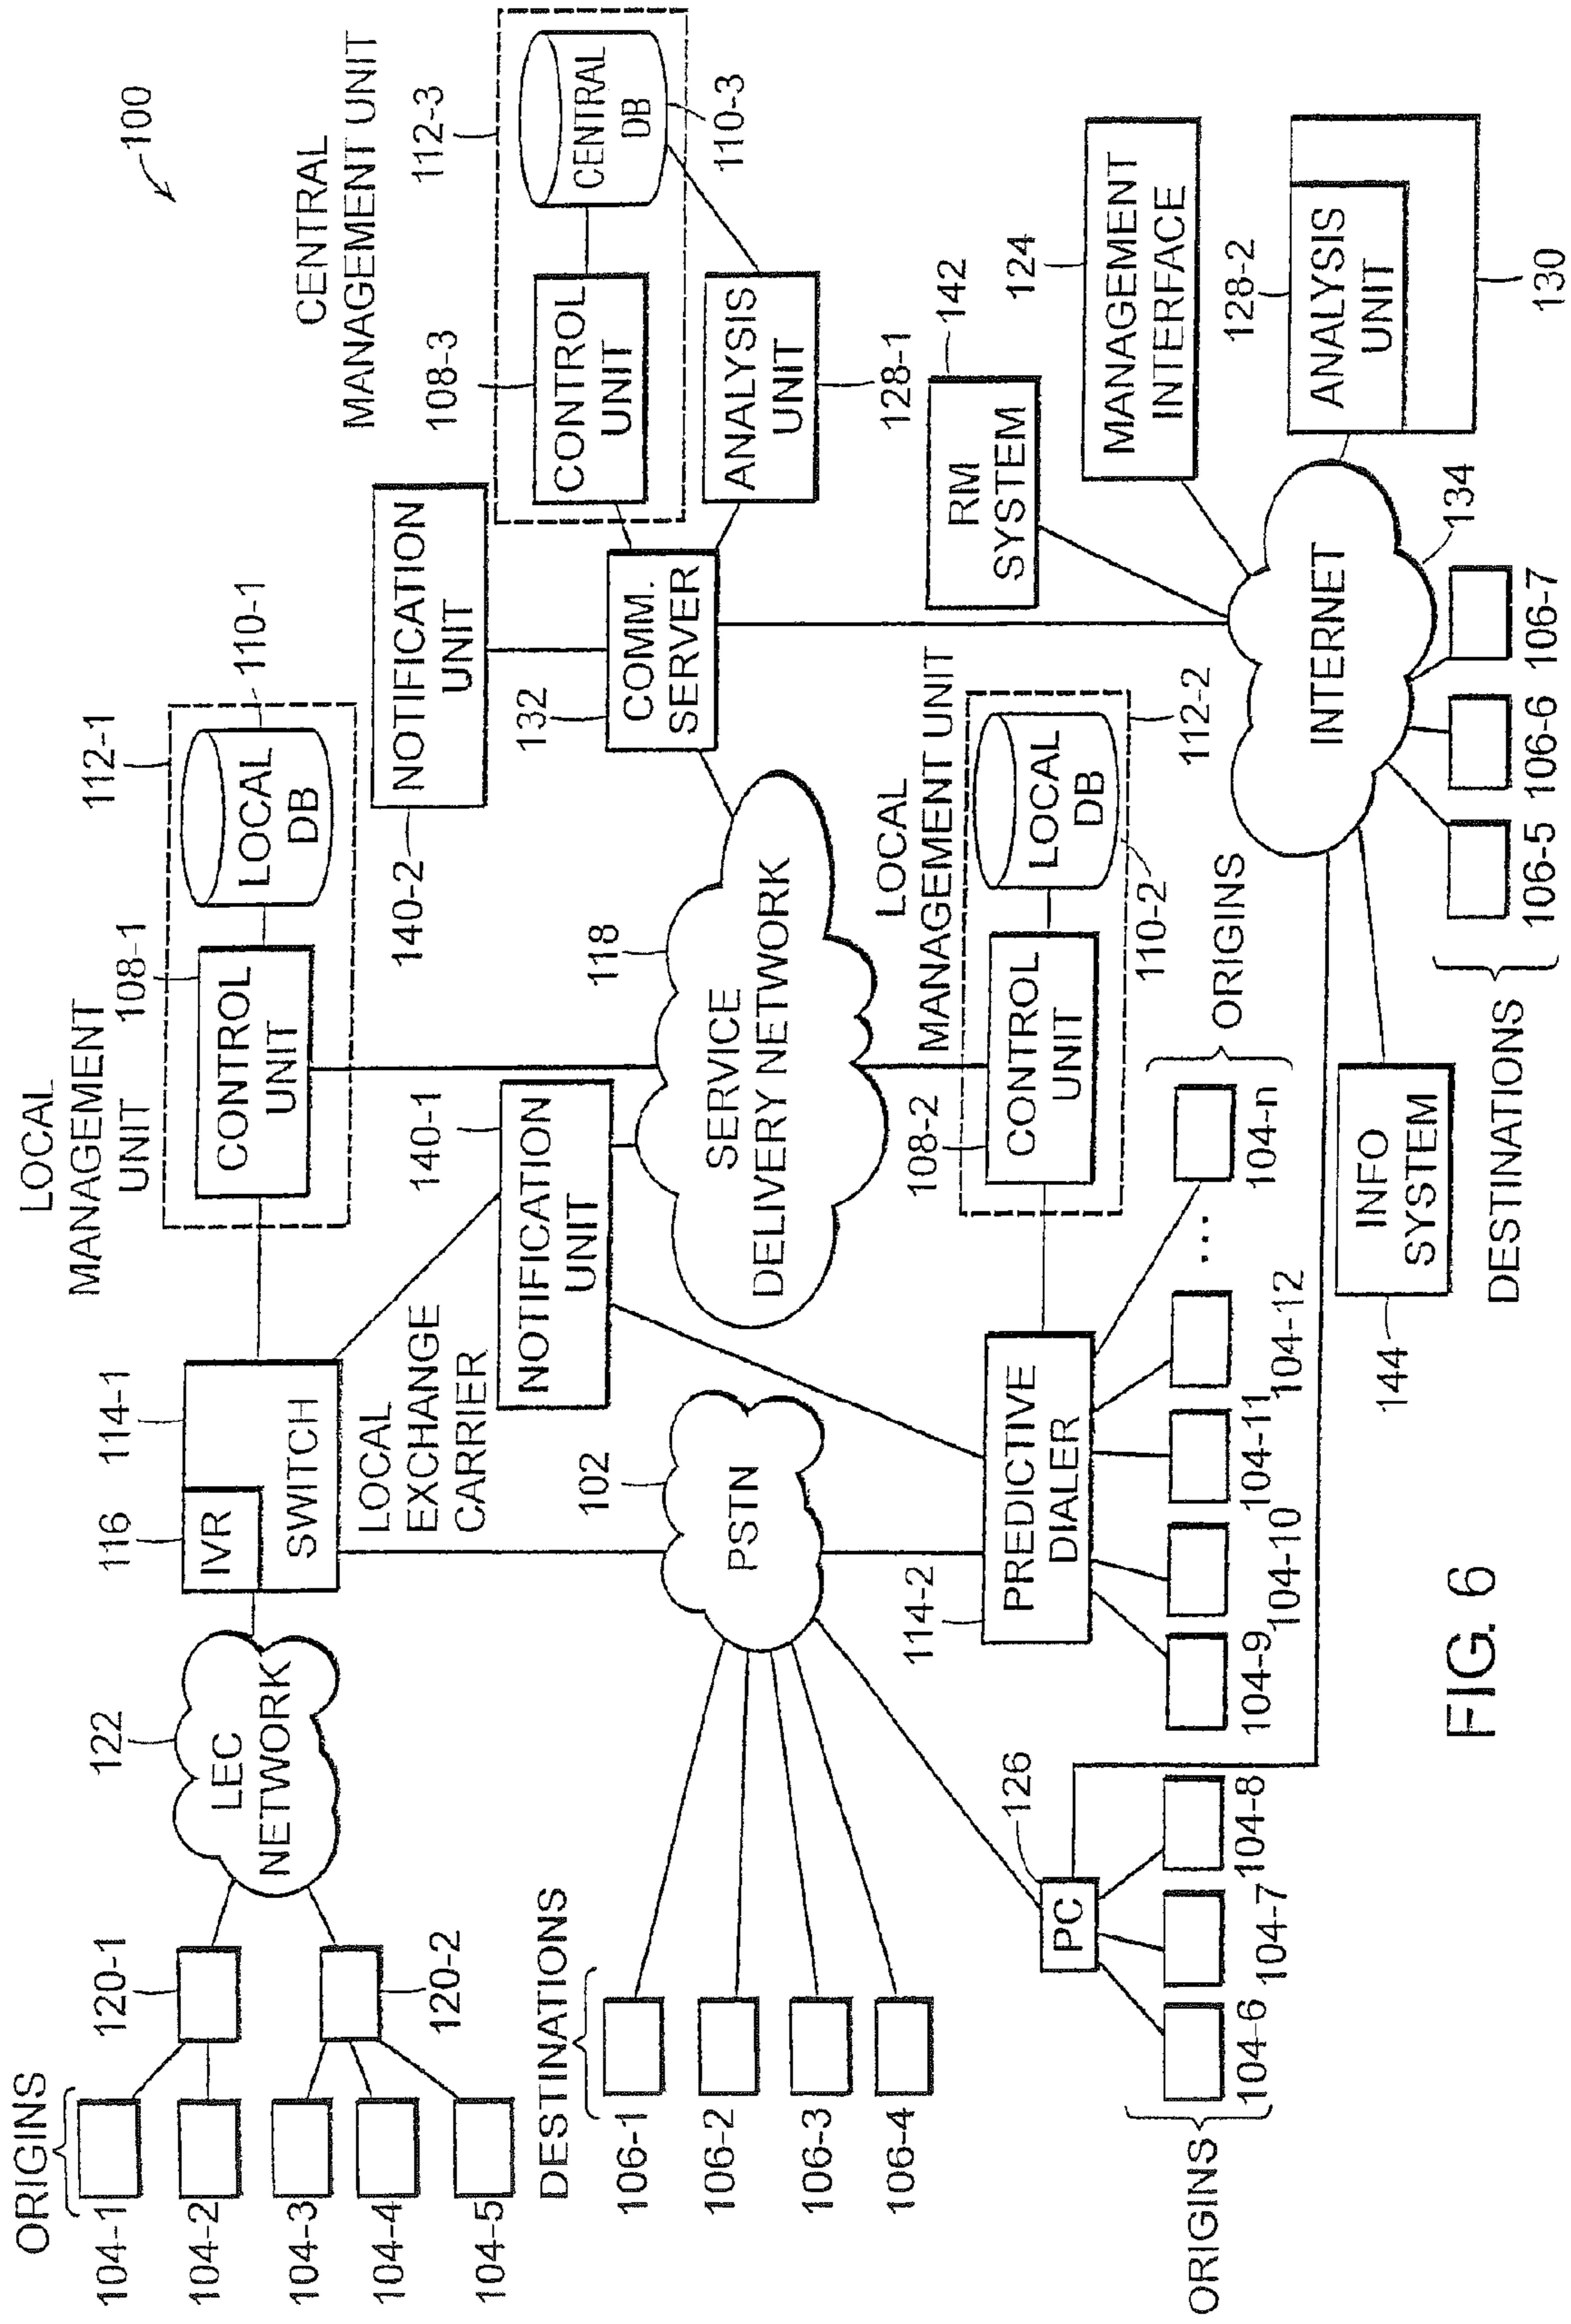 100
ORIGINS
104-1
104-2
104-3
104-4
104-5
120-1
120-2
122
LEC
NETWORK
116
IVR
SWITCH
114-1
LOCAL
EXCHANGE
CARRIER
LOCAL
MANAGEMENT
UNIT
108-1
CONTROL
UNIT
112-1
LOCAL
DB
110-1
140-2
NOTIFICATION
UNIT
CENTRAL
MANAGEMENT UNIT
112-3
108-3
CONTROL
UNIT
CENTRAL
DB
110-3
ANALYSIS
UNIT
128-1
132
COMM.
SERVER
140-1
NOTIFICATION
UNIT
118
SERVICE
DELIVERY NETWORK
102
PSTN
DESTINATIONS
106-1
106-2
106-3
106-4
LOCAL
MANAGEMENT UNIT
108-2
CONTROL
UNIT
LOCAL
DB
110-2
112-2
114-2
PREDICTIVE
DIALER
104-9
104-10
104-11
104-12
...
104-n
ORIGINS
126
PC
104-6
104-7
104-8
ORIGINS
142
RM
SYSTEM
124
MANAGEMENT
INTERFACE
128-2
ANALYSIS
UNIT
130
INTERNET
134
106-5
106-6
106-7
DESTINATIONS
INFO
SYSTEM
144
FIG. 6